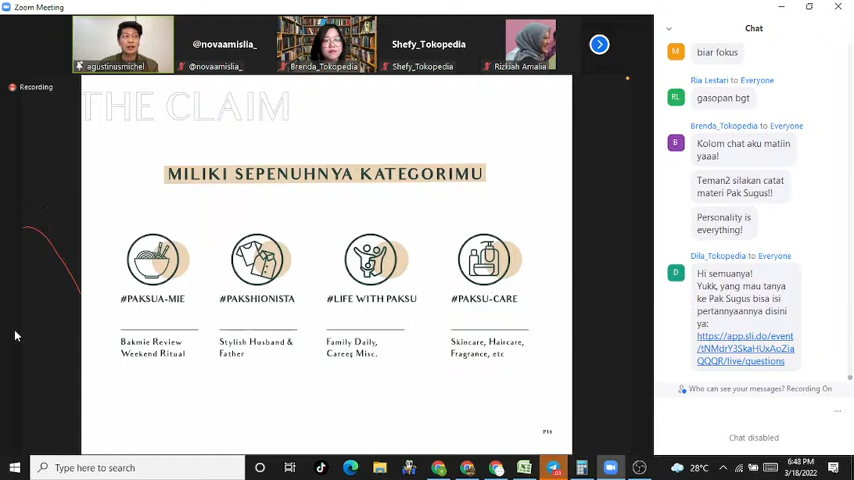 Zoom Meeting
agustinusmichel
@novaamislia_
@novaamislia_
Brenda_Tokopedia
Shefy_Tokopedia
Shefy_Tokopedia
Rizkiah Amalia
Recording
THE CLAIM
MILIKI SEPENUHNYA KATEGORIMU
#PAKSUA-MIE
Bakmie Review
Weekend Ritual
#PAKSHIONISTA
Stylish Husband &
Father
#LIFE WITH PAKSU
Family Daily,
Career, Misc.
#PAKSU-CARE
Skincare, Haircare,
Fragrance, etc
Chat
M
biar fokus
Ria Lestari to Everyone
RL
gasopan bgt
Brenda_Tokopedia to Everyone
B
Kolom chat aku matiin
yaaa!
Teman2 silakan catat
materi Pak Sugus!!
Personality is
everything!
Dila_Tokopedia to Everyone
D
Hi semuanya!
Yukk, yang mau tanya
ke Pak Sugus bisa isi
pertannyaannya disini
ya:
https://app.sli.do/event
/tNMdrY3SkaHUxAoZia
QQQR/live/questions
Who can see your messages? Recording On
Chat disabled
Type here to search
28°C
6:48 PM
3/18/2022